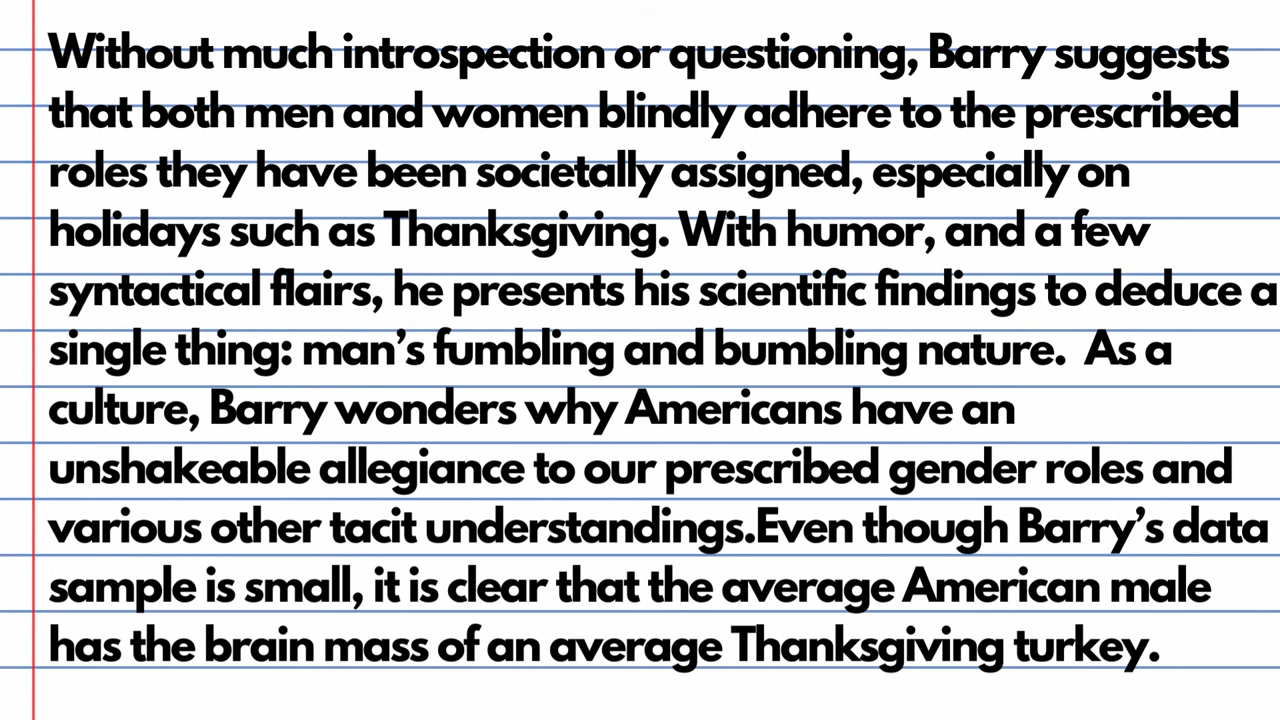 Without much introspection or questioning, Barry suggests
that both men and women blindly adhere to the prescribed
roles they have been societally assigned, especially on
holidays such as Thanksgiving. With humor, and a few
syntactical flairs, he presents his scientific findings to deduce a
single thing: man’s fumbling and bumbling nature.  As a
culture, Barry wonders why Americans have an
unshakeable allegiance to our prescribed gender roles and
various other tacit understandings.Even though Barry’s data
sample is small, it is clear that the average American male
has the brain mass of an average Thanksgiving turkey.